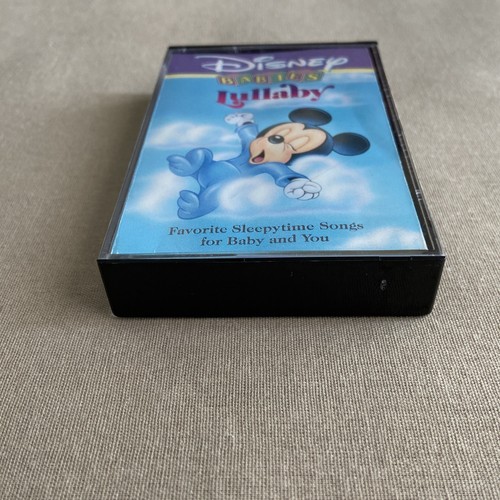 Disney
BABIES
Lullaby
Favorite Sleepytime Songs
for Baby and You